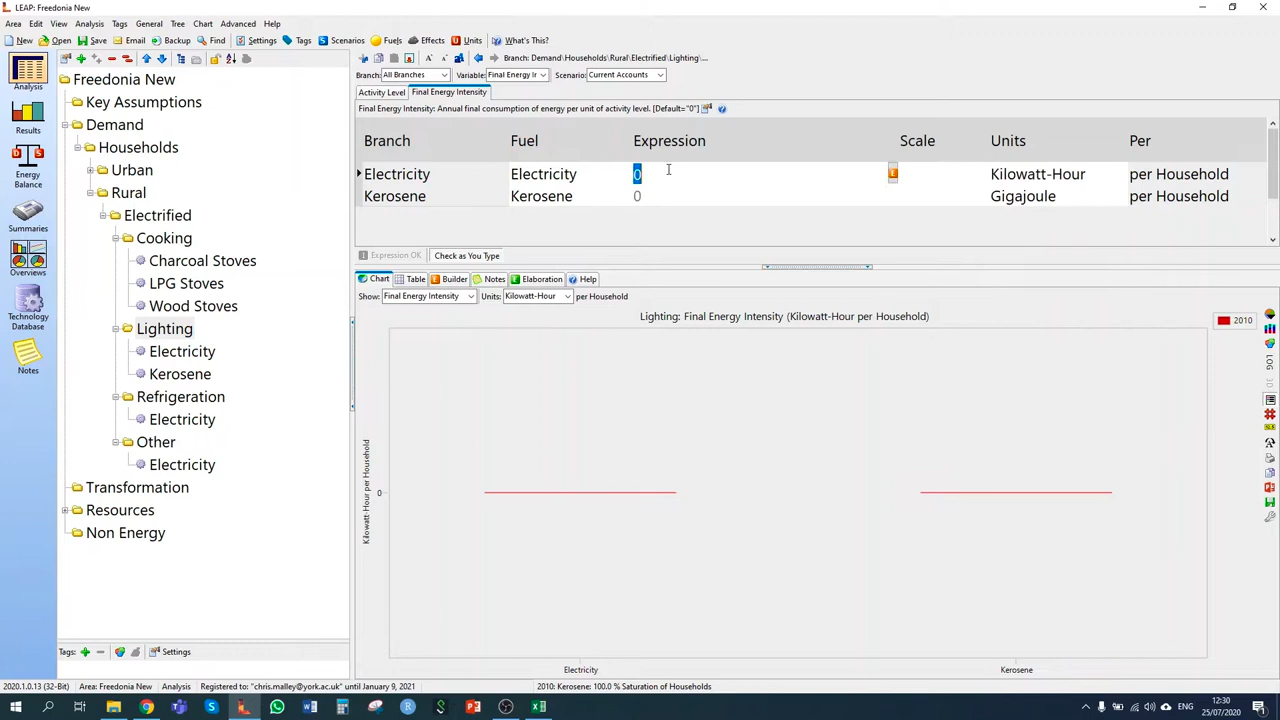 LEAP: Freedonia New
Area Edit View Analysis Tags General Tree Chart Advanced Help
New Open Save Email Backup Find Settings Tags Scenarios Fuels Effects Units What's This?
Branch: Demand\Households\Rural\Electrified\Lighting\...
Branch: All Branches Variable: Final Energy Ir Scenario: Current Accounts
Activity Level Final Energy Intensity
Final Energy Intensity: Annual final consumption of energy per unit of activity level. [Default="0"]
Branch Fuel Expression Scale Units Per
Electricity Electricity 0 Kilowatt-Hour per Household
Kerosene Kerosene 0 Gigajoule per Household
Expression OK Check as You Type
Chart Table Builder Notes Elaboration Help
Show: Final Energy Intensity Units: Kilowatt-Hour per Household
Lighting: Final Energy Intensity (Kilowatt-Hour per Household)
2010
LOG
Kilowatt-Hour per Household
0
Electricity Kerosene
Analysis
Results
Energy
Balance
Summaries
Overviews
Technology
Database
Notes
Freedonia New
Key Assumptions
Demand
Households
Urban
Rural
Electrified
Cooking
Charcoal Stoves
LPG Stoves
Wood Stoves
Lighting
Electricity
Kerosene
Refrigeration
Electricity
Other
Electricity
Transformation
Resources
Non Energy
Tags: Settings
2020.1.0.13 (32-Bit) Area: Freedonia New Analysis Registered to: "chris.malley@york.ac.uk" until January 9, 2021 2010: Kerosene: 100.0 % Saturation of Households
ENG
12:30
25/07/2020